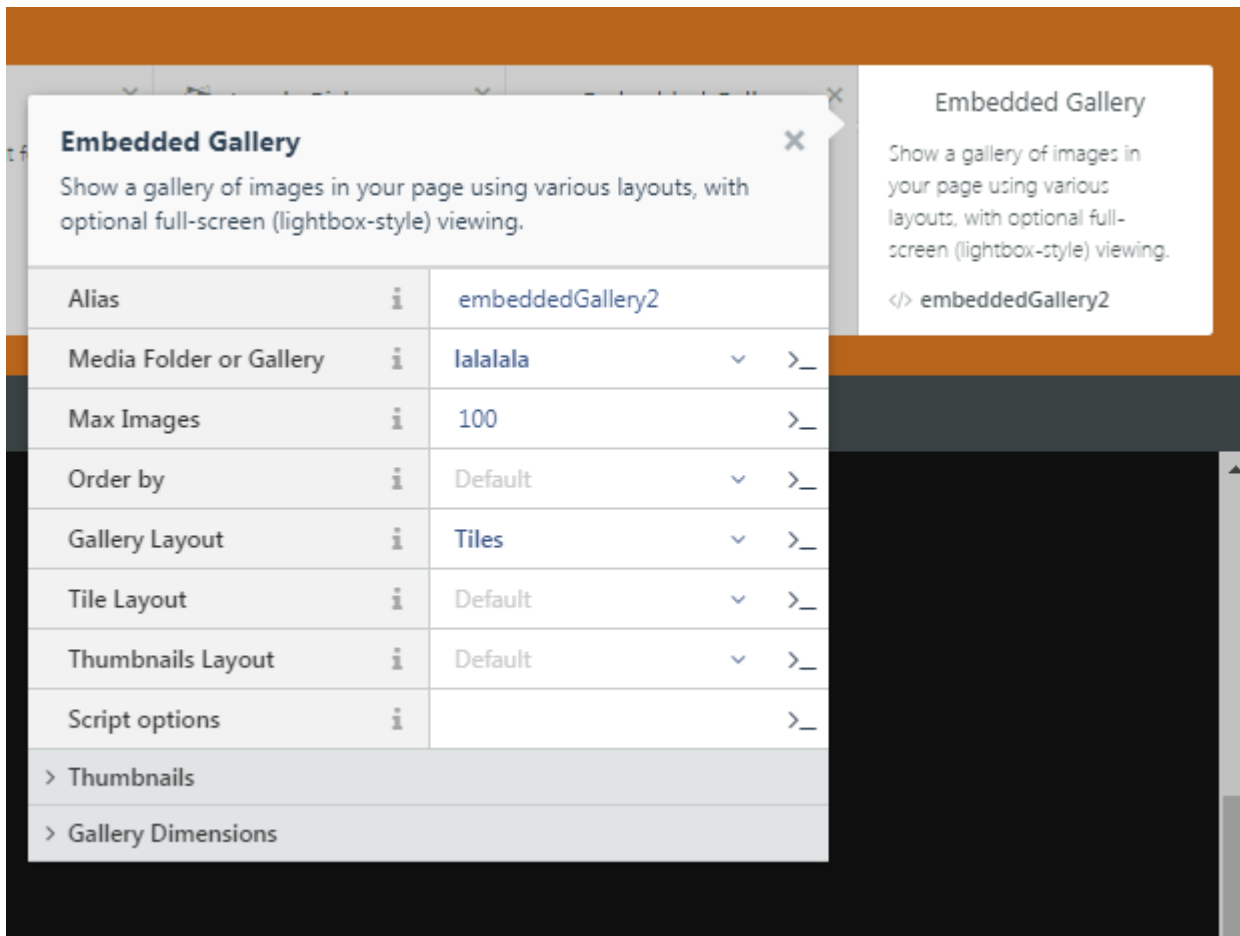 Embedded Gallery
Show a gallery of images in your page using various layouts, with
optional full-screen (lightbox-style) viewing.
Alias
embeddedGallery2
Media Folder or Gallery
lalalala
Max Images
100
Order by
Default
Gallery Layout
Tiles
Tile Layout
Default
Thumbnails Layout
Default
Script options
> Thumbnails
> Gallery Dimensions
Embedded Gallery
Show a gallery of images in
your page using various
layouts, with optional full-
screen (lightbox-style) viewing.
</> embeddedGallery2